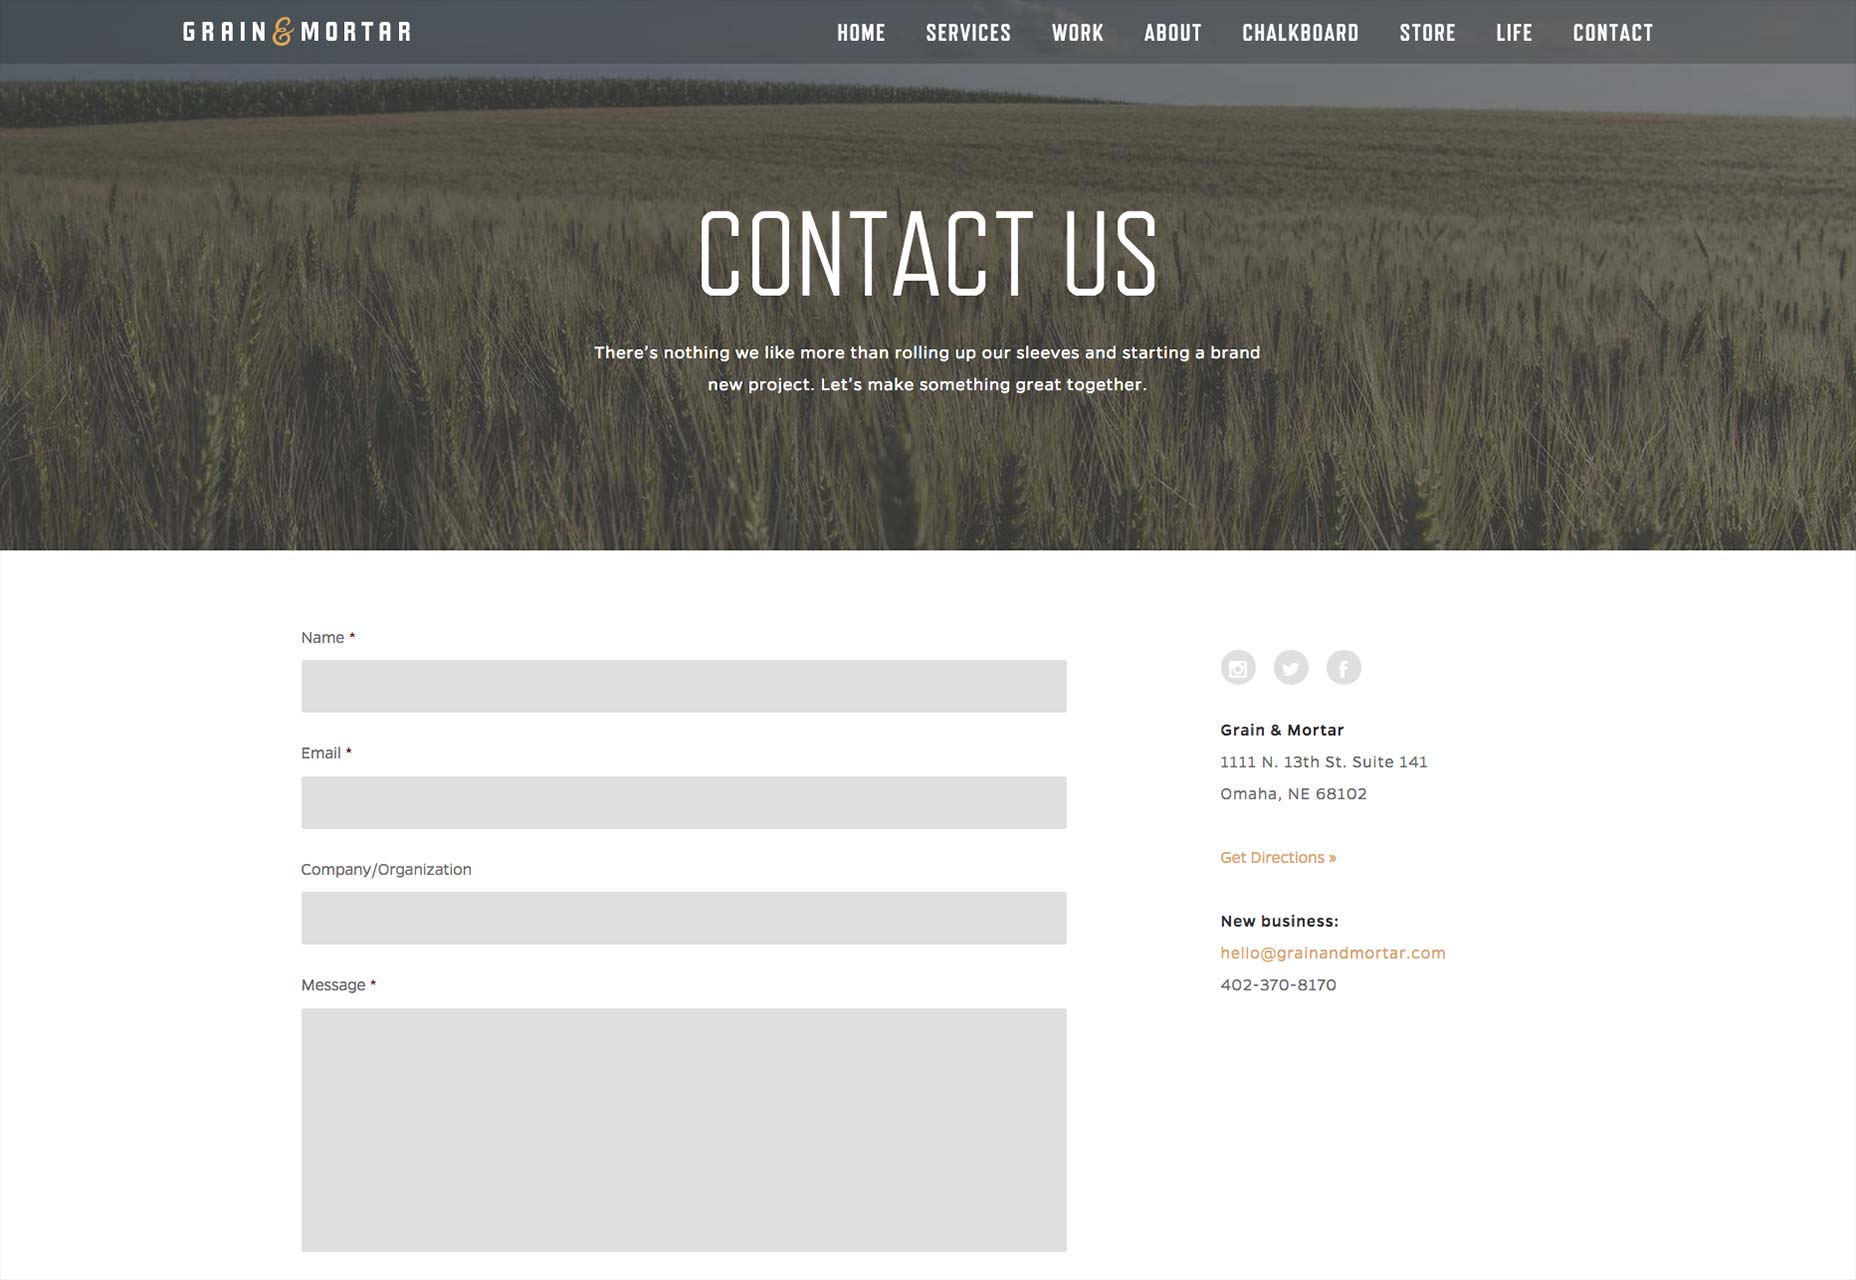 GRAIN & MORTAR
HOME SERVICES WORK ABOUT CHALKBOARD STORE LIFE CONTACT
CONTACT US
There’s nothing we like more than rolling up our sleeves and starting a brand
new project. Let’s make something great together.
Name *
Email *
Company/Organization
Message *
Grain & Mortar
1111 N. 13th St. Suite 141
Omaha, NE 68102
Get Directions »
New business:
hello@grainandmortar.com
402-370-8170